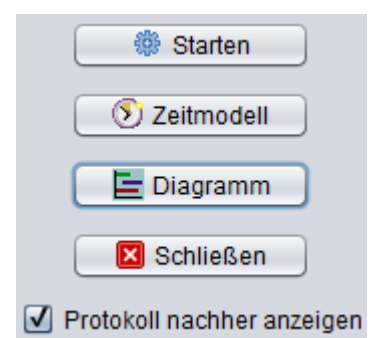 Starten
Zeitmodell
Diagramm
Schließen
Protokoll nachher anzeigen